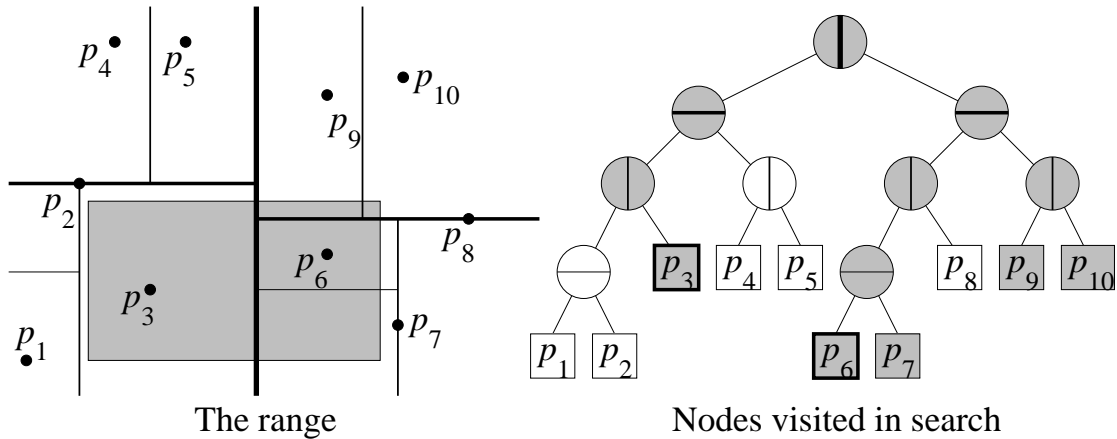 p4 p5
p9 p10
p2
p8
p6
p3
p7
p1
The range
p3 p4 p5 p8 p9 p10
p1 p2 p6 p7
Nodes visited in search